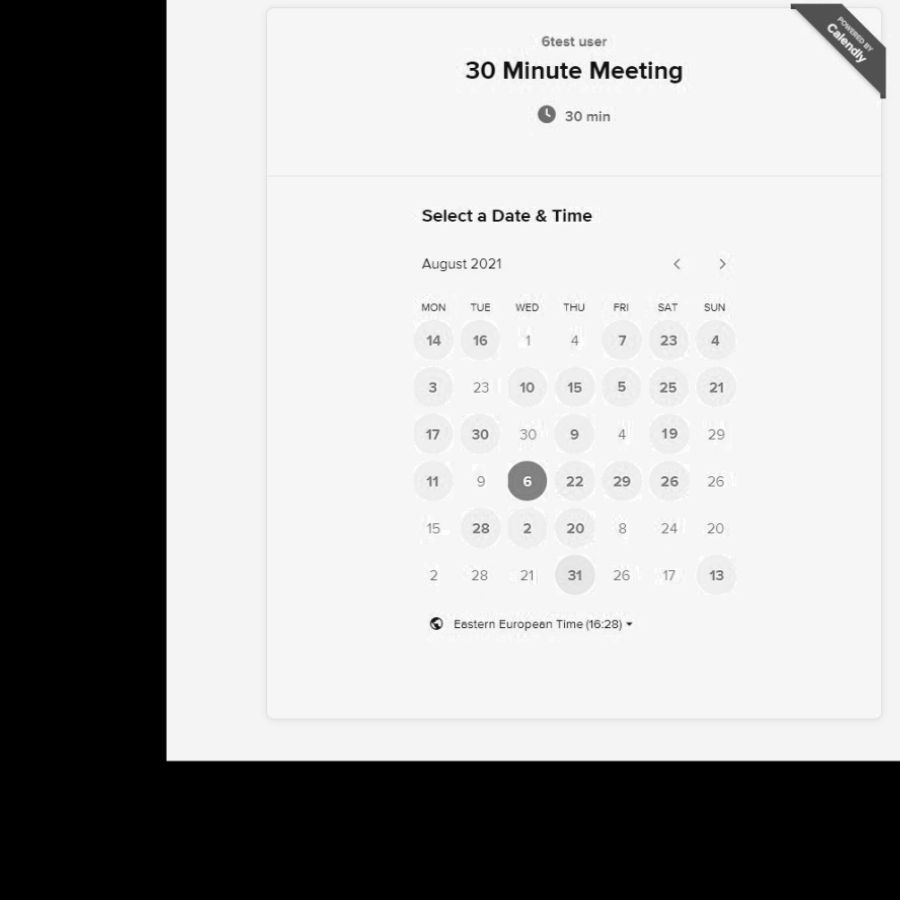 6test user
POWERED BY
Calendly
30 Minute Meeting
30 min
Select a Date & Time
August 2021
MON TUE WED THU FRI SAT SUN
14 16 1 4 7 23 4
3 23 10 15 5 25 21
17 30 30 9 4 19 29
11 9 6 22 29 26 26
15 28 2 20 8 24 20
2 28 21 31 26 17 13
Eastern European Time (16:28)